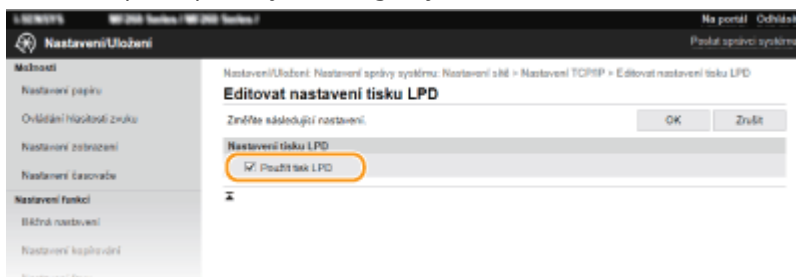 Na portál Odhlásit
Nastavení/Uložení
Poslat správci systému
Možnosti
Nastavení/Uložení: Nastavení správy systému: Nastavení sítě > Nastavení TCP/IP > Editovat nastavení tisku LPD
Nastavení papíru
Editovat nastavení tisku LPD
Ovládání hlasitosti zvuku
Změňte následující nastavení.
OK
Zrušit
Nastavení zobrazení
Nastavení tisku LPD
Použít tisk LPD
Nastavení časovače
Nastavení funkcí
Běžná nastavení
Nastavení kopírování